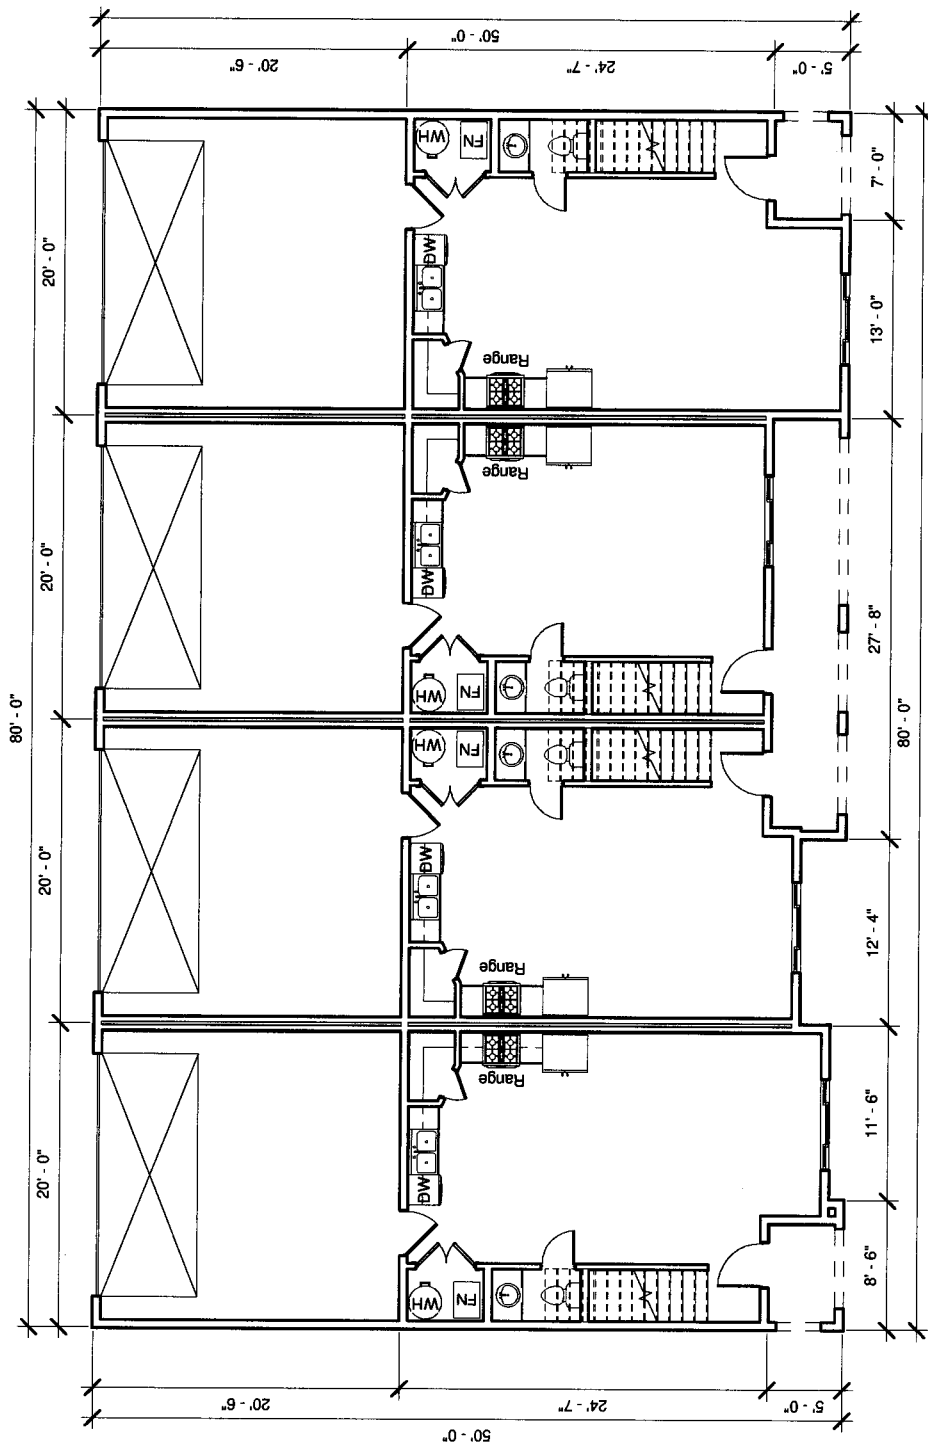 50' - 0"
20' - 6"
24' - 7"
5' - 0"
80' - 0"
20' - 0"
20' - 0"
20' - 0"
20' - 0"
WH
FN
DW
Range
Range
DW
WH
FN
WH
FN
DW
Range
Range
DW
WH
FN
7' - 0"
13' - 0"
27' - 8"
12' - 4"
11' - 6"
8' - 6"
80' - 0"
20' - 6"
24' - 7"
5' - 0"
50' - 0"